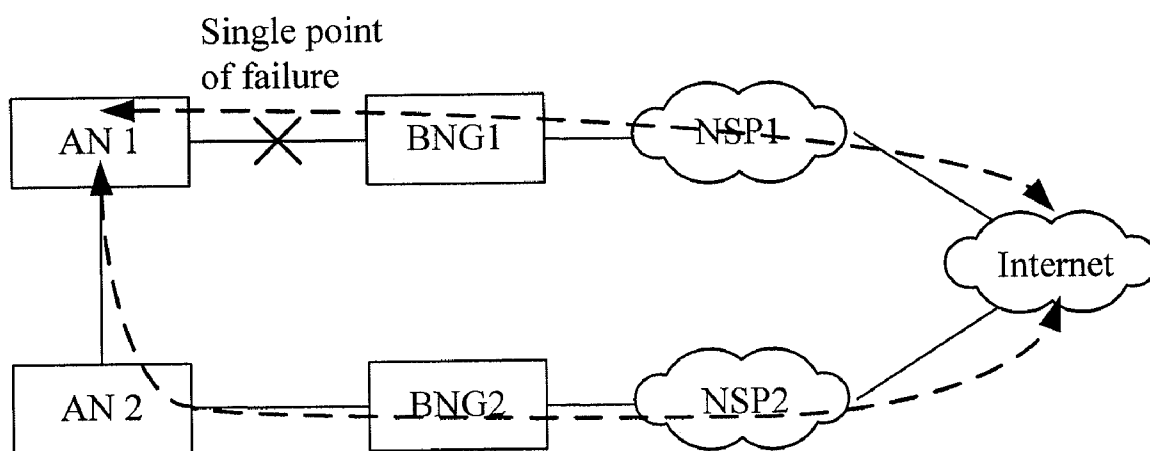 Single point
of failure
AN 1
BNG1
NSP1
Internet
AN 2
BNG2
NSP2